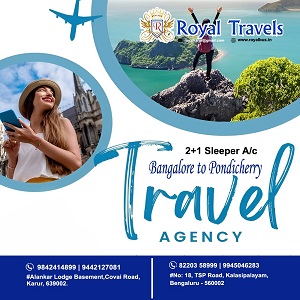 Royal Travels
www.royalbus.in
2+1 Sleeper A/c
Bangalore to Pondicherry
Travel
AGENCY
9842414899 | 9442127081
#Alankar Lodge Basement,Covai Road,
Karur, 639002.
82203 58999 | 9945046283
#No: 18, TSP Road, Kalasipalayam,
Bengaluru - 560002